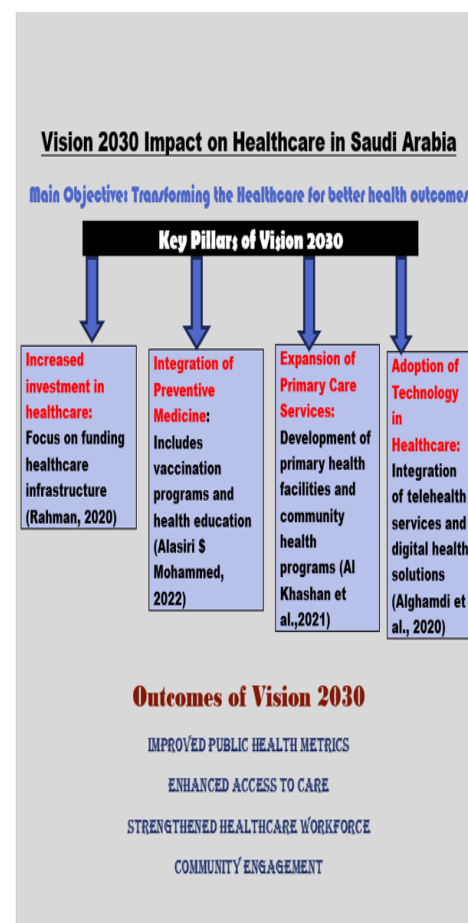 Vision 2030 Impact on Healthcare in Saudi Arabia
Main Objective: Transforming the Healthcare for better health outcomes
Key Pillars of Vision 2030
Increased
investment in
healthcare:
Focus on funding
healthcare
infrastructure
(Rahman, 2020)
Integration of
Preventive
Medicine:
Includes
vaccination
programs and
health education
(Alasiri $
Mohammed,
2022)
Expansion of
Primary Care
Services:
Development of
primary health
facilities and
community
health
programs (Al
Khashan et
al.,2021)
Adoption of
Technology
in
Healthcare:
Integration
of telehealth
services and
digital health
solutions
(Alghamdi et
al., 2020)
Outcomes of Vision 2030
IMPROVED PUBLIC HEALTH METRICS
ENHANCED ACCESS TO CARE
STRENGTHENED HEALTHCARE WORKFORCE
COMMUNITY ENGAGEMENT